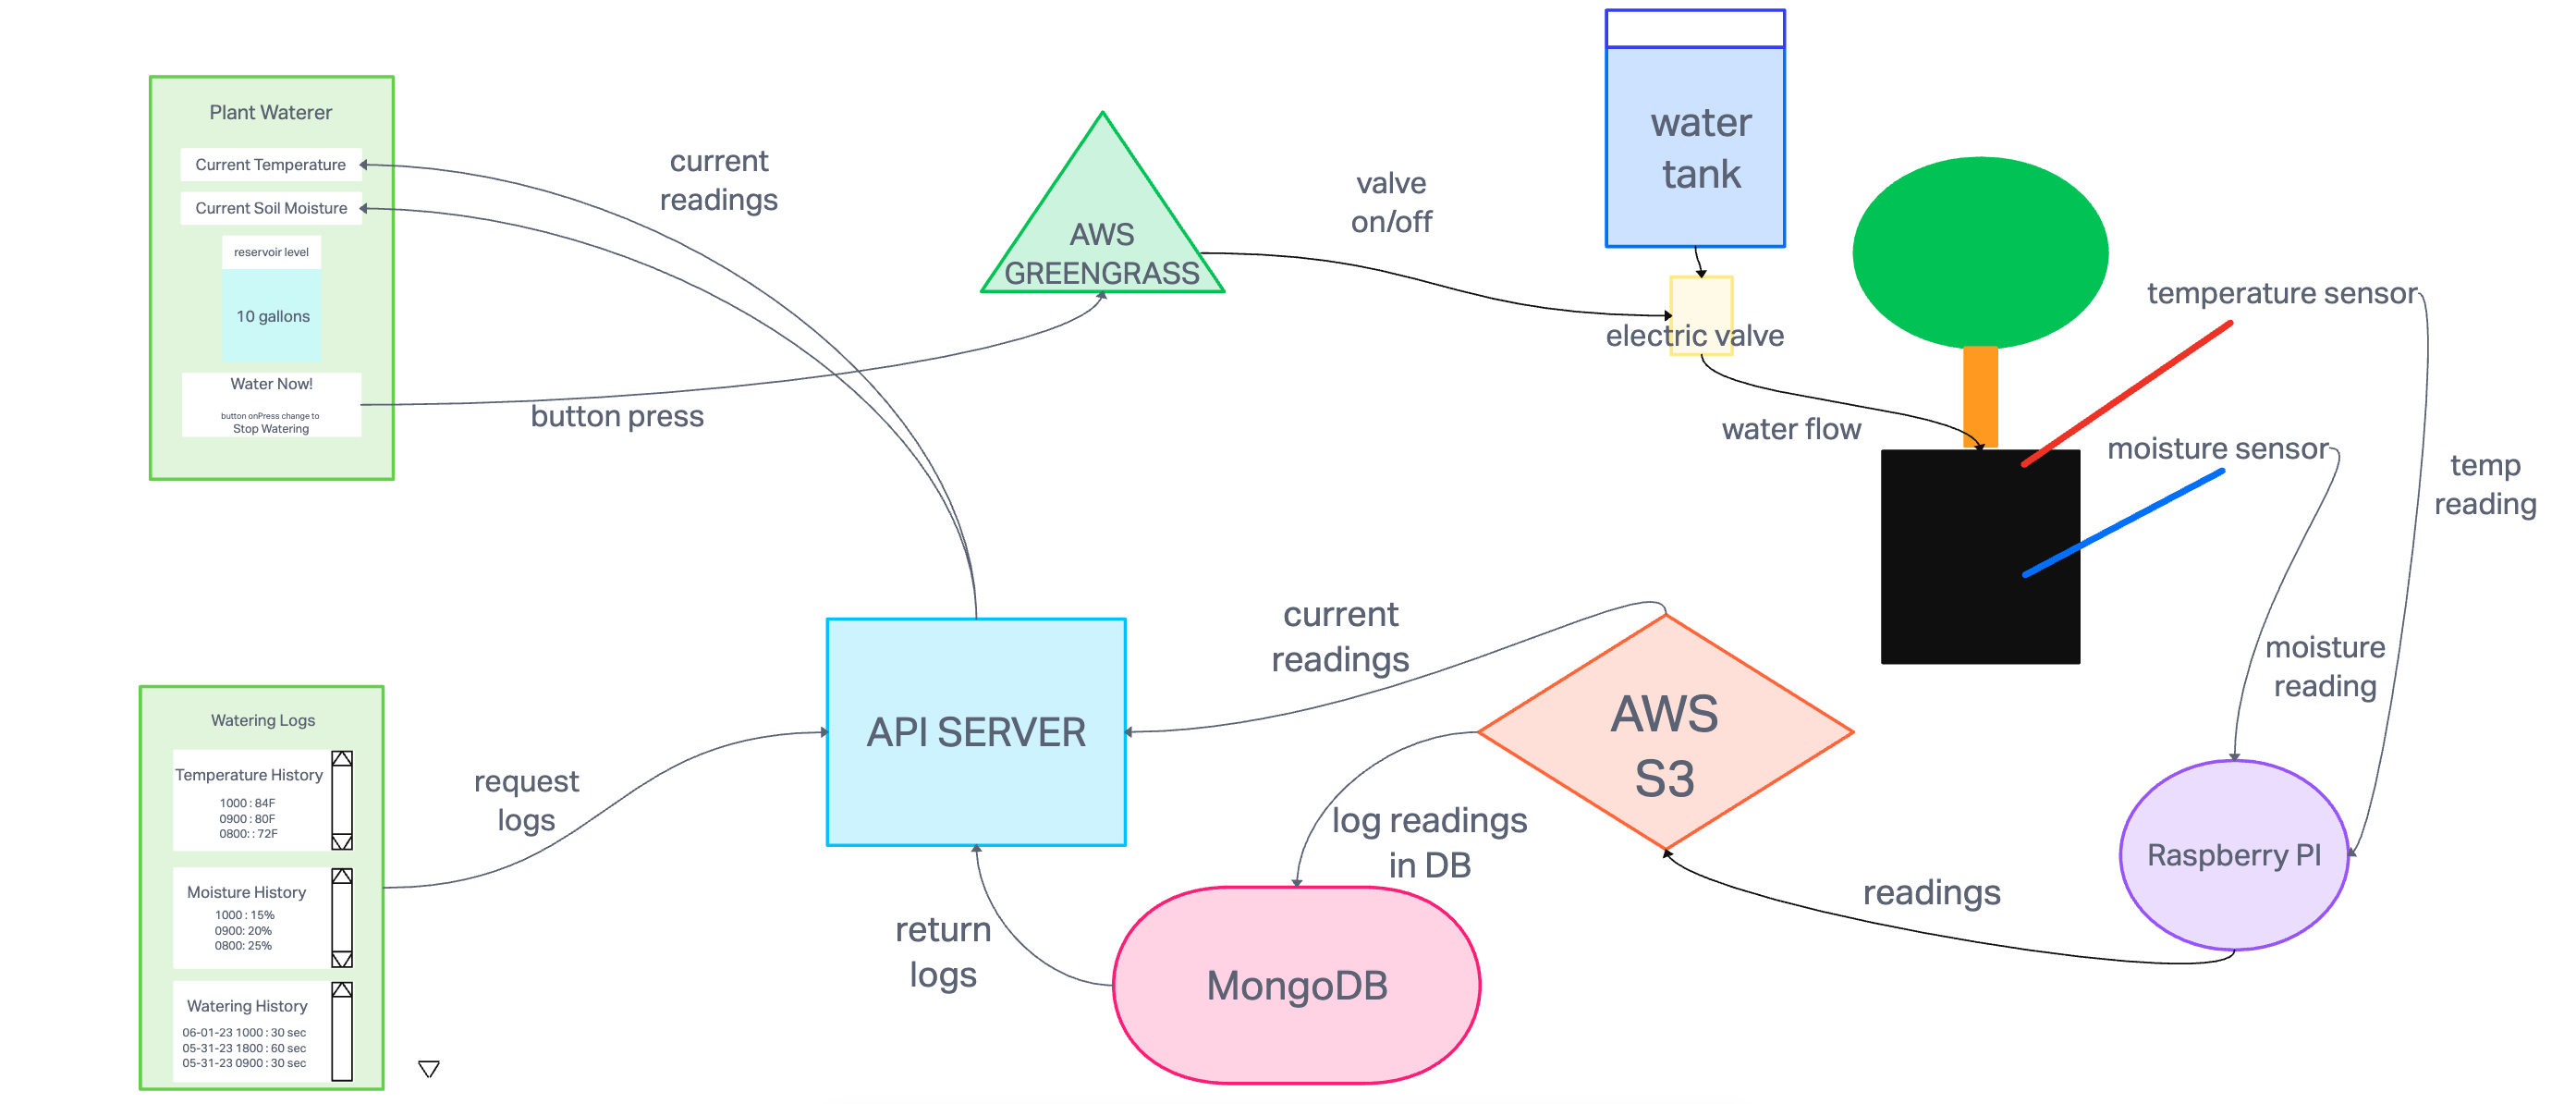 Plant Waterer
Current Temperature
Current Soil Moisture
reservoir level
10 gallons
Water Now!
button onPress change to
Stop Watering
current
readings
button press
AWS
GREENGRASS
valve
on/off
water
tank
electric valve
water flow
temperature sensor
moisture sensor
temp
reading
moisture
reading
Raspberry PI
readings
AWS
S3
current
readings
log readings
in DB
MongoDB
return
logs
API SERVER
request
logs
Watering Logs
Temperature History
1000 : 84F
0900 : 80F
0800: : 72F
Moisture History
1000 : 15%
0900: 20%
0800: 25%
Watering History
06-01-23 1000 : 30 sec
05-31-23 1800 : 60 sec
05-31-23 0900 : 30 sec